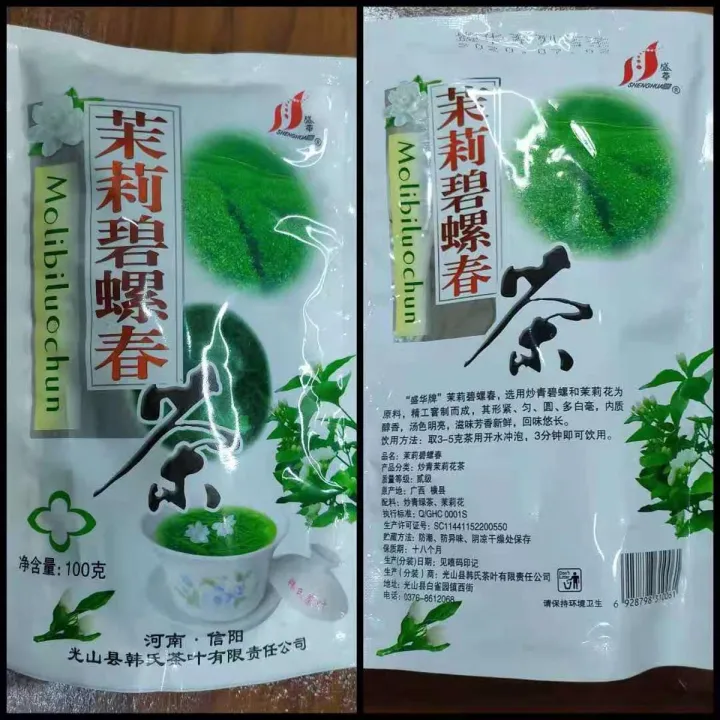 盛华
SHENGHUA
®
茉莉碧螺春
Molibiluochun
茶
净含量:100克
河南·信阳
光山县韩氏茶叶有限责任公司
盛华
SHENGHUA
®
茉莉碧螺春
Molibiluochun
茶
“盛华牌”茉莉碧螺春，选用炒青碧螺和茉莉花为
原料，精工窨制而成，其形紧、匀、圆、多白毫，内质
醇香，汤色明亮，滋味芳香新鲜，回味悠长。
饮用方法：取3-5克茶用开水冲泡，3分钟即可饮用。
品名：茉莉碧螺春
产品分类：炒青茉莉花茶
质量等级：贰级
原产地：广西 横县
配料：炒青绿茶、茉莉花
执行标准：Q/GHC 0001S
生产许可证号：SC11441152200550
贮藏方法：防潮、防异味、阴凉干燥处保存
保质期：十八个月
生产(分装)日期：见喷码印记
生产（分装）商：光山县韩氏茶叶有限责任公司
地址：光山县白雀园镇西街
电话：0376-8612068
请保持环境卫生